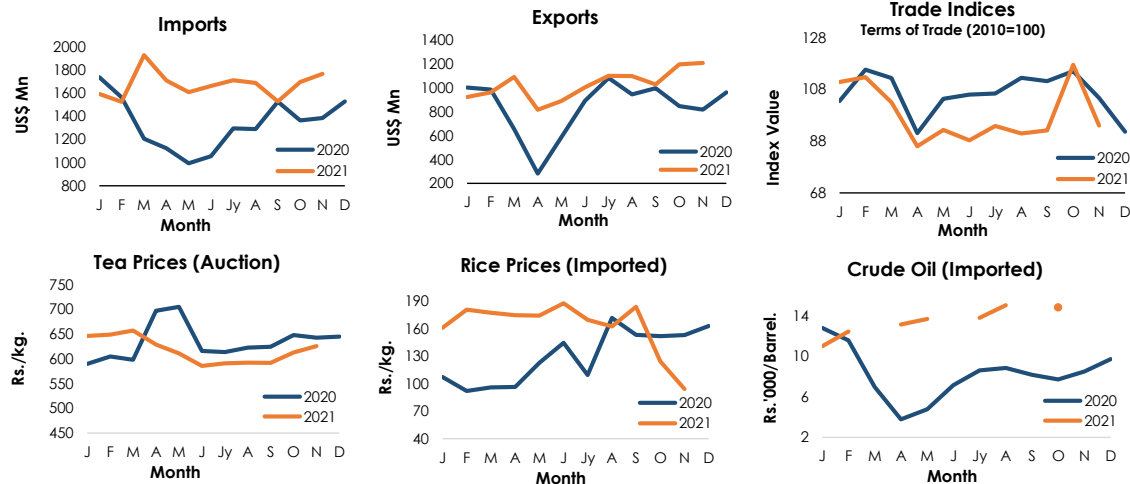 Imports
US$ Mn
2000
1800
1600
1400
1200
1000
800
2020
2021
J F M A M J Jy A S O N D
Month
Exports
US$ Mn
1400
1200
1000
800
600
400
200
2020
2021
J F M A M J Jy A S O N D
Month
Trade Indices
Terms of Trade (2010=100)
Index Value
128
108
88
68
2020
2021
J F M A M J Jy A S O N D
Month
Tea Prices (Auction)
Rs./kg.
750
700
650
600
550
500
450
2020
2021
J F M A M J Jy A S O N D
Month
Rice Prices (Imported)
Rs./kg.
190
160
130
100
70
40
2020
2021
J F M A M J Jy A S O N D
Month
Crude Oil (Imported)
Rs.'000/Barrel.
14
10
6
2
2020
2021
J F M A M J Jy A S O N D
Month